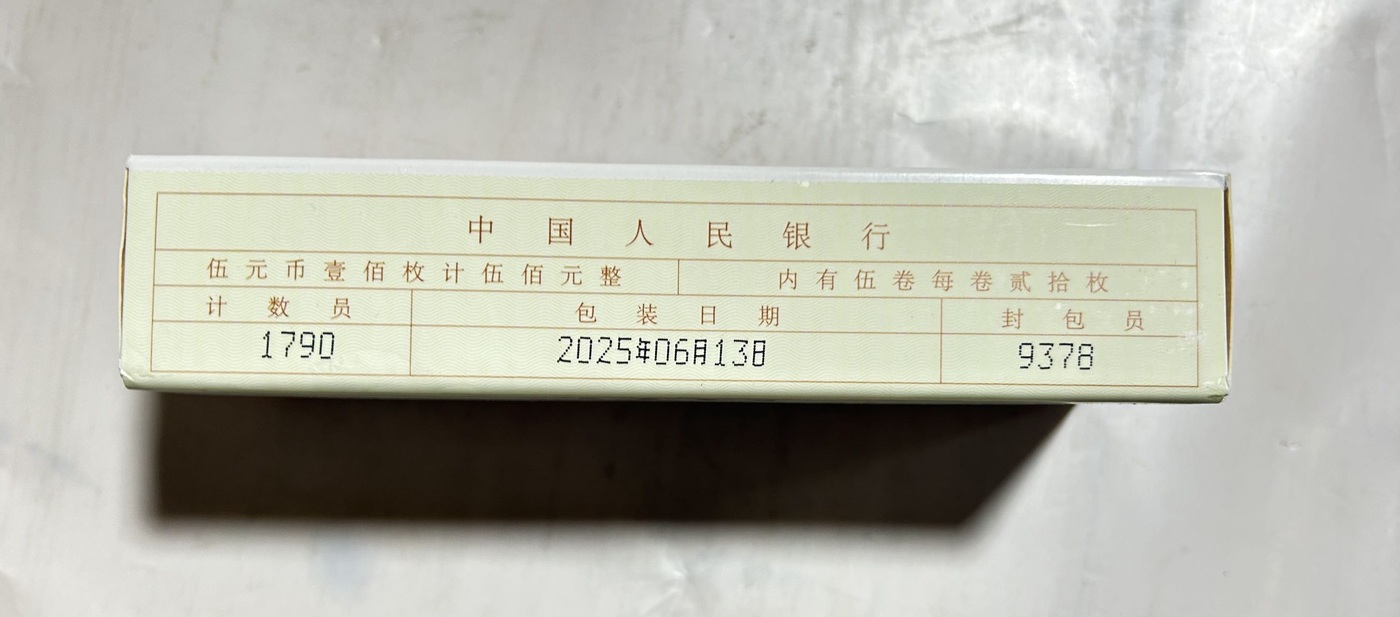 中国人民银行
伍元币壹佰枚计伍佰元整 内有伍卷每卷贰拾枚
计数员 包装日期 封包员
1790 2025年06月13日 9378